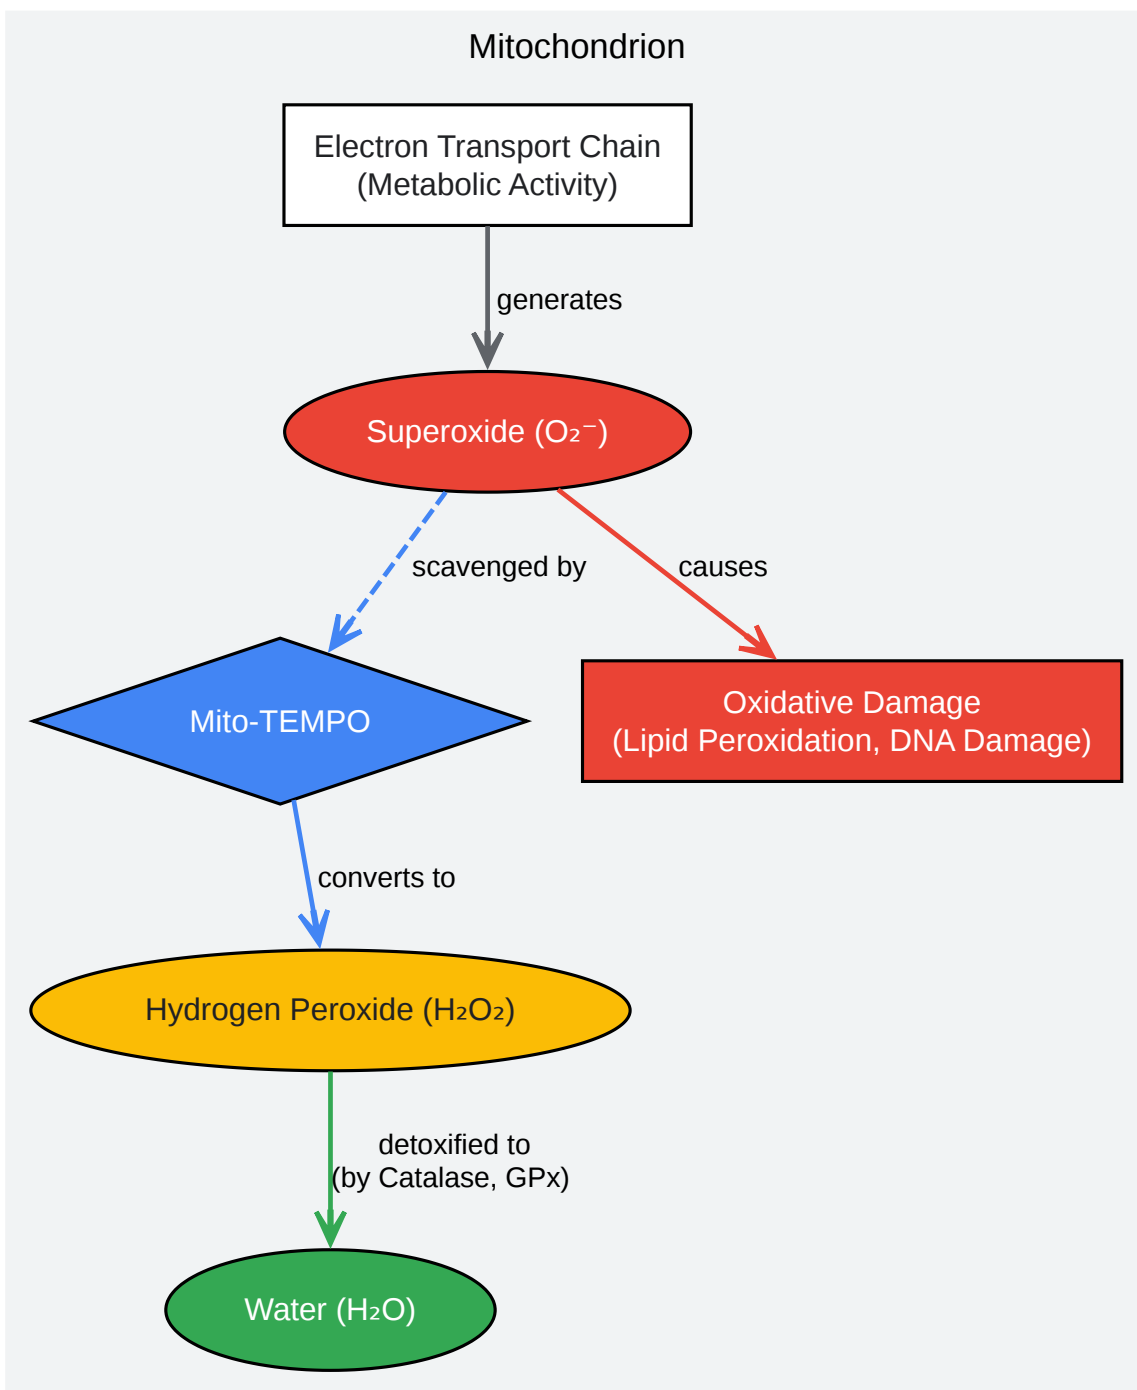 Mitochondrion
Electron Transport Chain
(Metabolic Activity)
generates
Superoxide (O₂⁻)
scavenged by
causes
Mito-TEMPO
Oxidative Damage
(Lipid Peroxidation, DNA Damage)
converts to
Hydrogen Peroxide (H₂O₂)
detoxified to
(by Catalase, GPx)
Water (H₂O)